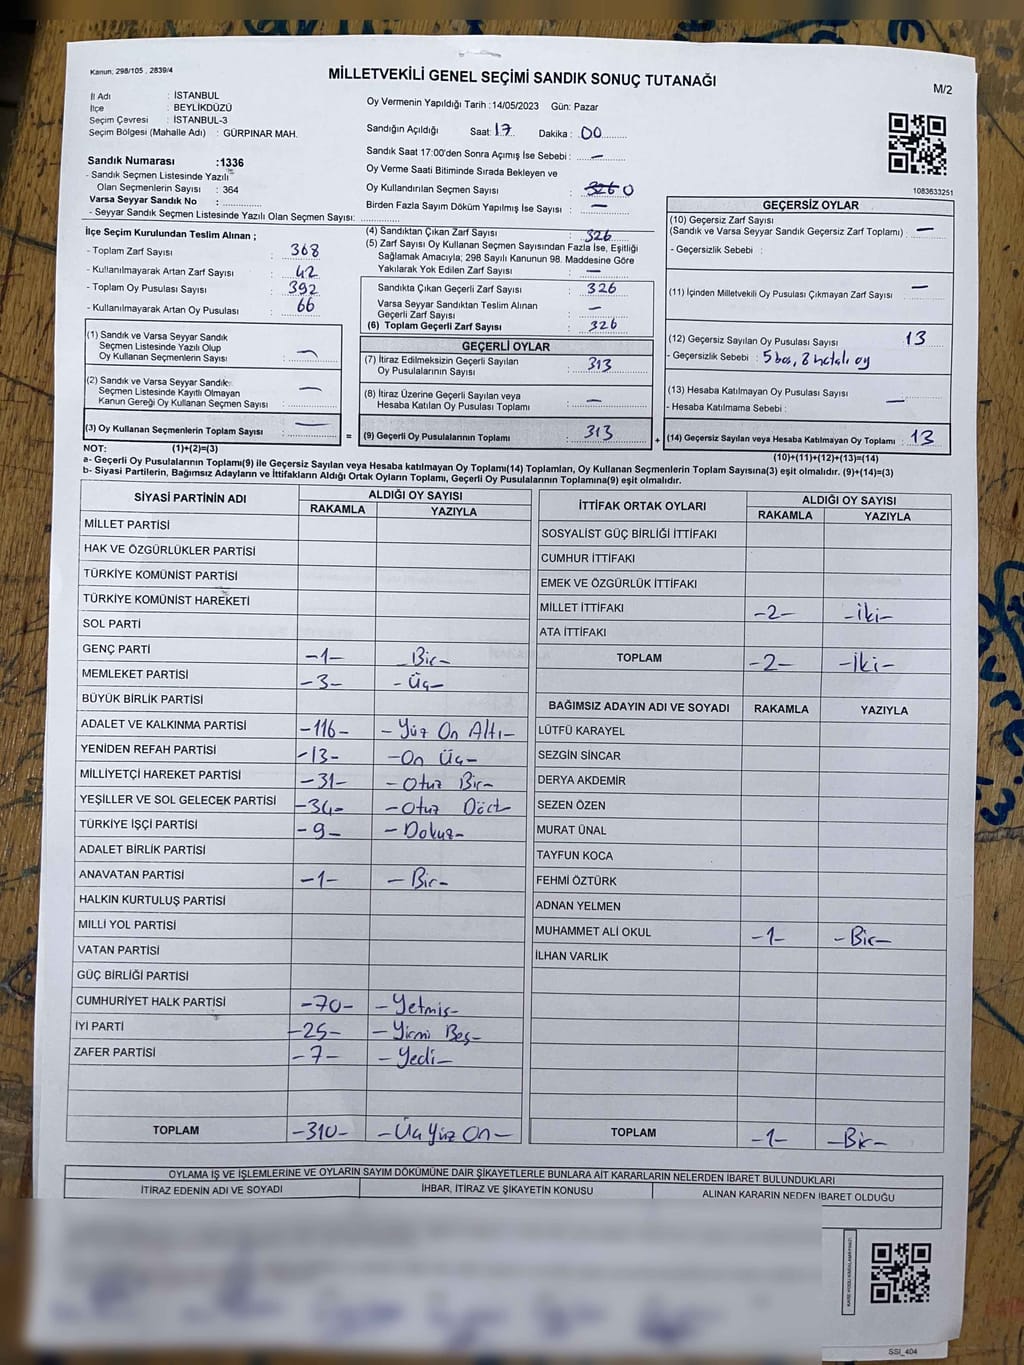 Kanun, 298/105 , 2839/4
MİLLETVEKİLİ GENEL SEÇİMİ SANDIK SONUÇ TUTANAĞI
M/2
İl Adı : İSTANBUL
İlçe : BEYLİKDÜZÜ
Seçim Çevresi : İSTANBUL-3
Seçim Bölgesi (Mahalle Adı) : GÜRPINAR MAH.
Sandık Numarası :1336
- Sandık Seçmen Listesinde Yazılı
Olan Seçmenlerin Sayısı : 364
Varsa Seyyar Sandık No :
- Seyyar Sandık Seçmen Listesinde Yazılı Olan Seçmen Sayısı:
Oy Vermenin Yapıldığı Tarih :14/05/2023 Gün: Pazar
Sandığın Açıldığı Saat: 17 Dakika : 00
Sandık Saat 17:00'den Sonra Açımış İse Sebebi : —
Oy Verme Saati Bitiminde Sırada Bekleyen ve
Oy Kullandırılan Seçmen Sayısı : 326 0
Birden Fazla Sayım Döküm Yapılmış İse Sayısı : —
1083633251
İlçe Seçim Kurulundan Teslim Alınan ;
- Toplam Zarf Sayısı : 368
- Kullanılmayarak Artan Zarf Sayısı : 42
- Toplam Oy Pusulası Sayısı : 392
- Kullanılmayarak Artan Oy Pusulası : 66
(1) Sandık ve Varsa Seyyar Sandık
Seçmen Listesinde Yazılı Olup
Oy Kullanan Seçmenlerin Sayısı : —
(2) Sandık ve Varsa Seyyar Sandık
Seçmen Listesinde Kayıtlı Olmayan
Kanun Gereği Oy Kullanan Seçmen Sayısı : —
(3) Oy Kullanan Seçmenlerin Toplam Sayısı : —
(4) Sandıktan Çıkan Zarf Sayısı : 326
(5) Zarf Sayısı Oy Kullanan Seçmen Sayısından Fazla İse, Eşitliği
Sağlamak Amacıyla; 298 Sayılı Kanunun 98. Maddesine Göre
Yakılarak Yok Edilen Zarf Sayısı : —
Sandıkta Çıkan Geçerli Zarf Sayısı : 326
Varsa Seyyar Sandıktan Teslim Alınan
Geçerli Zarf Sayısı : —
(6) Toplam Geçerli Zarf Sayısı : 326
GEÇERLİ OYLAR
(7) İtiraz Edilmeksizin Geçerli Sayılan
Oy Pusulalarının Sayısı : 313
(8) İtiraz Üzerine Geçerli Sayılan veya
Hesaba Katılan Oy Pusulası Toplamı : —
= (9) Geçerli Oy Pusulalarının Toplamı : 313
GEÇERSİZ OYLAR
(10) Geçersiz Zarf Sayısı
(Sandık ve Varsa Seyyar Sandık Geçersiz Zarf Toplamı) : —
- Geçersizlik Sebebi :
(11) İçinden Milletvekili Oy Pusulası Çıkmayan Zarf Sayısı : —
(12) Geçersiz Sayılan Oy Pusulası Sayısı : 13
- Geçersizlik Sebebi : 5 boş, 8 hatalı oy
(13) Hesaba Katılmayan Oy Pusulası Sayısı : —
- Hesaba Katılmama Sebebi :
+ (14) Geçersiz Sayılan veya Hesaba Katılmayan Oy Toplamı : 13
NOT: (1)+(2)=(3)
(10)+(11)+(12)+(13)=(14)
a- Geçerli Oy Pusulalarının Toplamı(9) ile Geçersiz Sayılan veya Hesaba katılmayan Oy Toplamı(14) Toplamları, Oy Kullanan Seçmenlerin Toplam Sayısına(3) eşit olmalıdır. (9)+(14)=(3)
b- Siyasi Partilerin, Bağımsız Adayların ve İttifakların Aldığı Ortak Oyların Toplamı, Geçerli Oy Pusulalarının Toplamına(9) eşit olmalıdır.
SİYASİ PARTİNİN ADI ALDIĞI OY SAYISI
RAKAMLA YAZIYLA
MİLLET PARTİSİ
HAK VE ÖZGÜRLÜKLER PARTİSİ
TÜRKİYE KOMÜNİST PARTİSİ
TÜRKİYE KOMÜNİST HAREKETİ
SOL PARTİ
GENÇ PARTİ -1- -Bir-
MEMLEKET PARTİSİ -3- -Üç-
BÜYÜK BİRLİK PARTİSİ
ADALET VE KALKINMA PARTİSİ -116- -Yüz On Altı-
YENİDEN REFAH PARTİSİ -13- -On Üç-
MİLLİYETÇİ HAREKET PARTİSİ -31- -Otuz Bir-
YEŞİLLER VE SOL GELECEK PARTİSİ -34- -Otuz Dört-
TÜRKİYE İŞÇİ PARTİSİ -9- -Dokuz-
ADALET BİRLİK PARTİSİ
ANAVATAN PARTİSİ -1- -Bir-
HALKIN KURTULUŞ PARTİSİ
MİLLİ YOL PARTİSİ
VATAN PARTİSİ
GÜÇ BİRLİĞİ PARTİSİ
CUMHURİYET HALK PARTİSİ -70- -Yetmiş-
İYİ PARTİ -25- -Yirmi Beş-
ZAFER PARTİSİ -7- -Yedi-
TOPLAM -310- -Üç Yüz On-
İTTİFAK ORTAK OYLARI ALDIĞI OY SAYISI
RAKAMLA YAZIYLA
SOSYALİST GÜÇ BİRLİĞİ İTTİFAKI
CUMHUR İTTİFAKI
EMEK VE ÖZGÜRLÜK İTTİFAKI
MİLLET İTTİFAKI -2- -İki-
ATA İTTİFAKI
TOPLAM -2- -İki-
BAĞIMSIZ ADAYIN ADI VE SOYADI RAKAMLA YAZIYLA
LÜTFÜ KARAYEL
SEZGİN SİNCAR
DERYA AKDEMİR
SEZEN ÖZEN
MURAT ÜNAL
TAYFUN KOCA
FEHMİ ÖZTÜRK
ADNAN YELMEN
MUHAMMET ALİ OKUL -1- -Bir-
İLHAN VARLIK
TOPLAM -1- -Bir-
OYLAMA İŞ VE İŞLEMLERİNE VE OYLARIN SAYIM DÖKÜMÜNE DAİR ŞİKAYETLERLE BUNLARA AİT KARARLARIN NELERDEN İBARET BULUNDUKLARI
İTİRAZ EDENİN ADI VE SOYADI İHBAR, İTİRAZ VE ŞİKAYETİN KONUSU ALINAN KARARIN NEDEN İBARET OLDUĞU
SSI_404